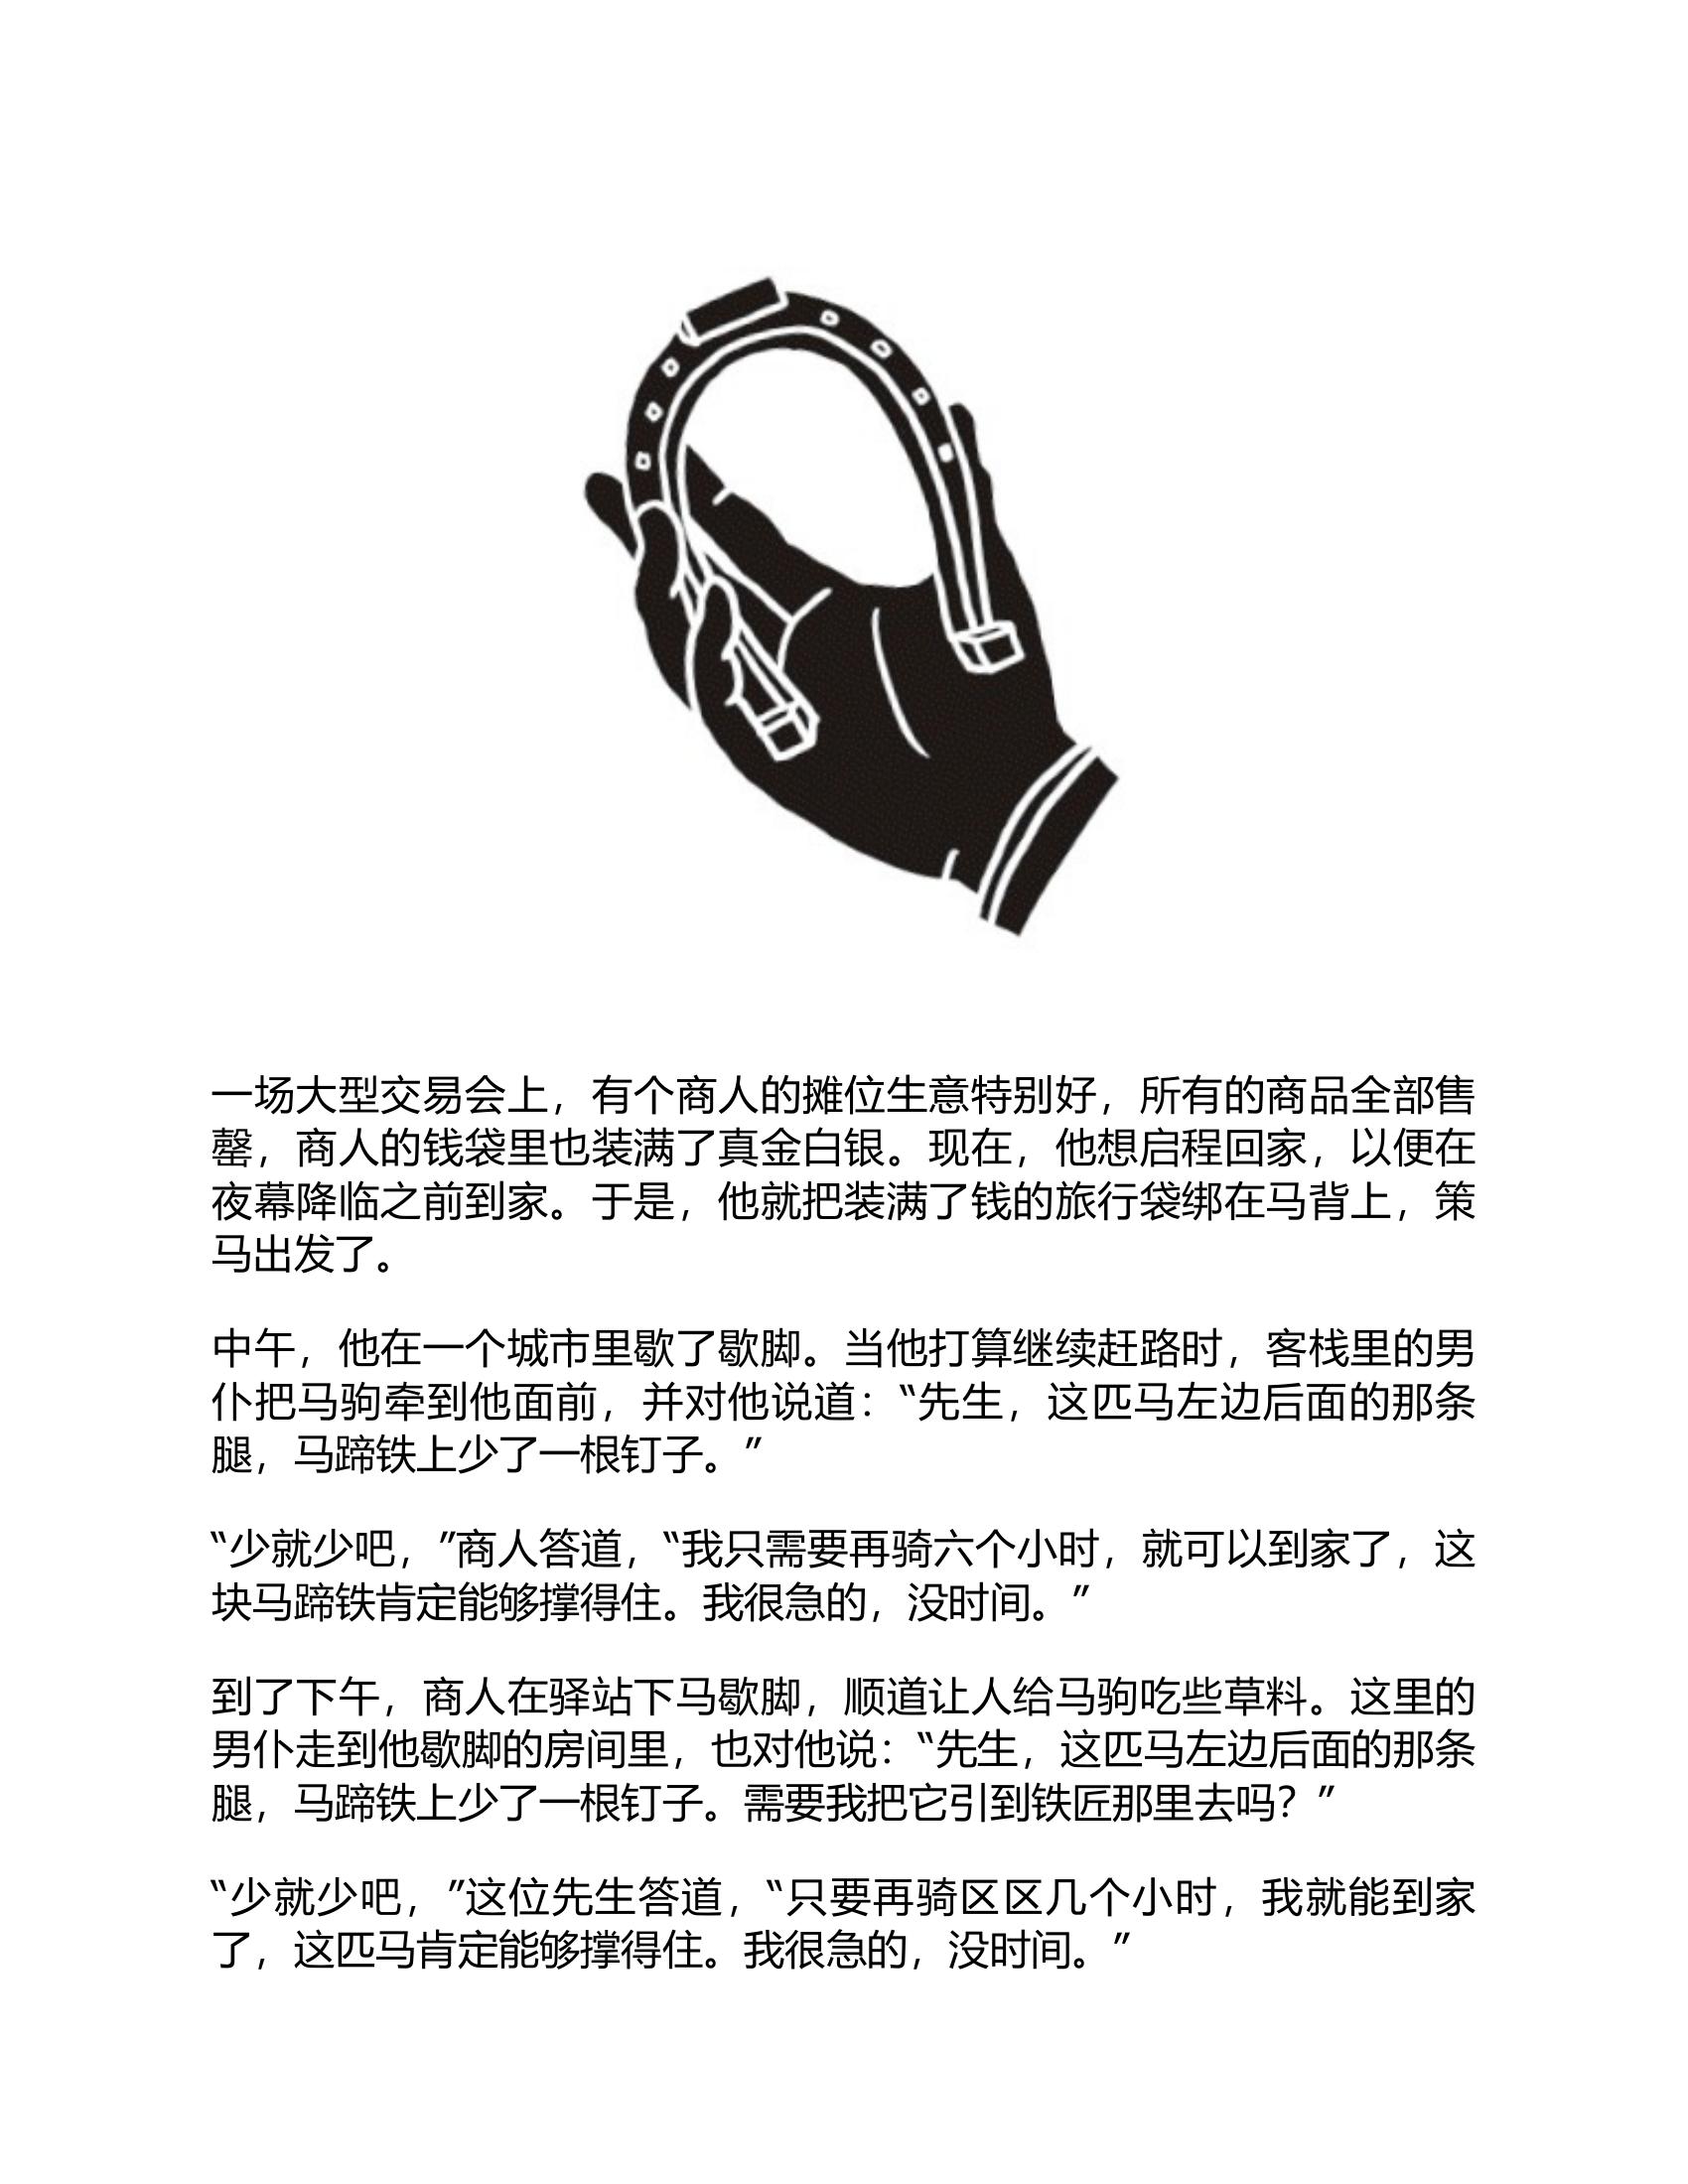 一场大型交易会上，有个商人的摊位生意特别好，所有的商品全部售
罄，商人的钱袋里也装满了真金白银。现在，他想启程回家，以便在
夜幕降临之前到家。于是，他就把装满了钱的旅行袋绑在马背上，策
马出发了。
中午，他在一个城市里歇了歇脚。当他打算继续赶路时，客栈里的男
仆把马驹牵到他面前，并对他说道：“先生，这匹马左边后面的那条
腿，马蹄铁上少了一根钉子。”
“少就少吧，”商人答道，“我只需要再骑六个小时，就可以到家了，这
块马蹄铁肯定能够撑得住。我很急的，没时间。”
到了下午，商人在驿站下马歇脚，顺道让人给马驹吃些草料。这里的
男仆走到他歇脚的房间里，也对他说：“先生，这匹马左边后面的那条
腿，马蹄铁上少了一根钉子。需要我把它引到铁匠那里去吗？”
“少就少吧，”这位先生答道，“只要再骑区区几个小时，我就能到家
了，这匹马肯定能够撑得住。我很急的，没时间。”